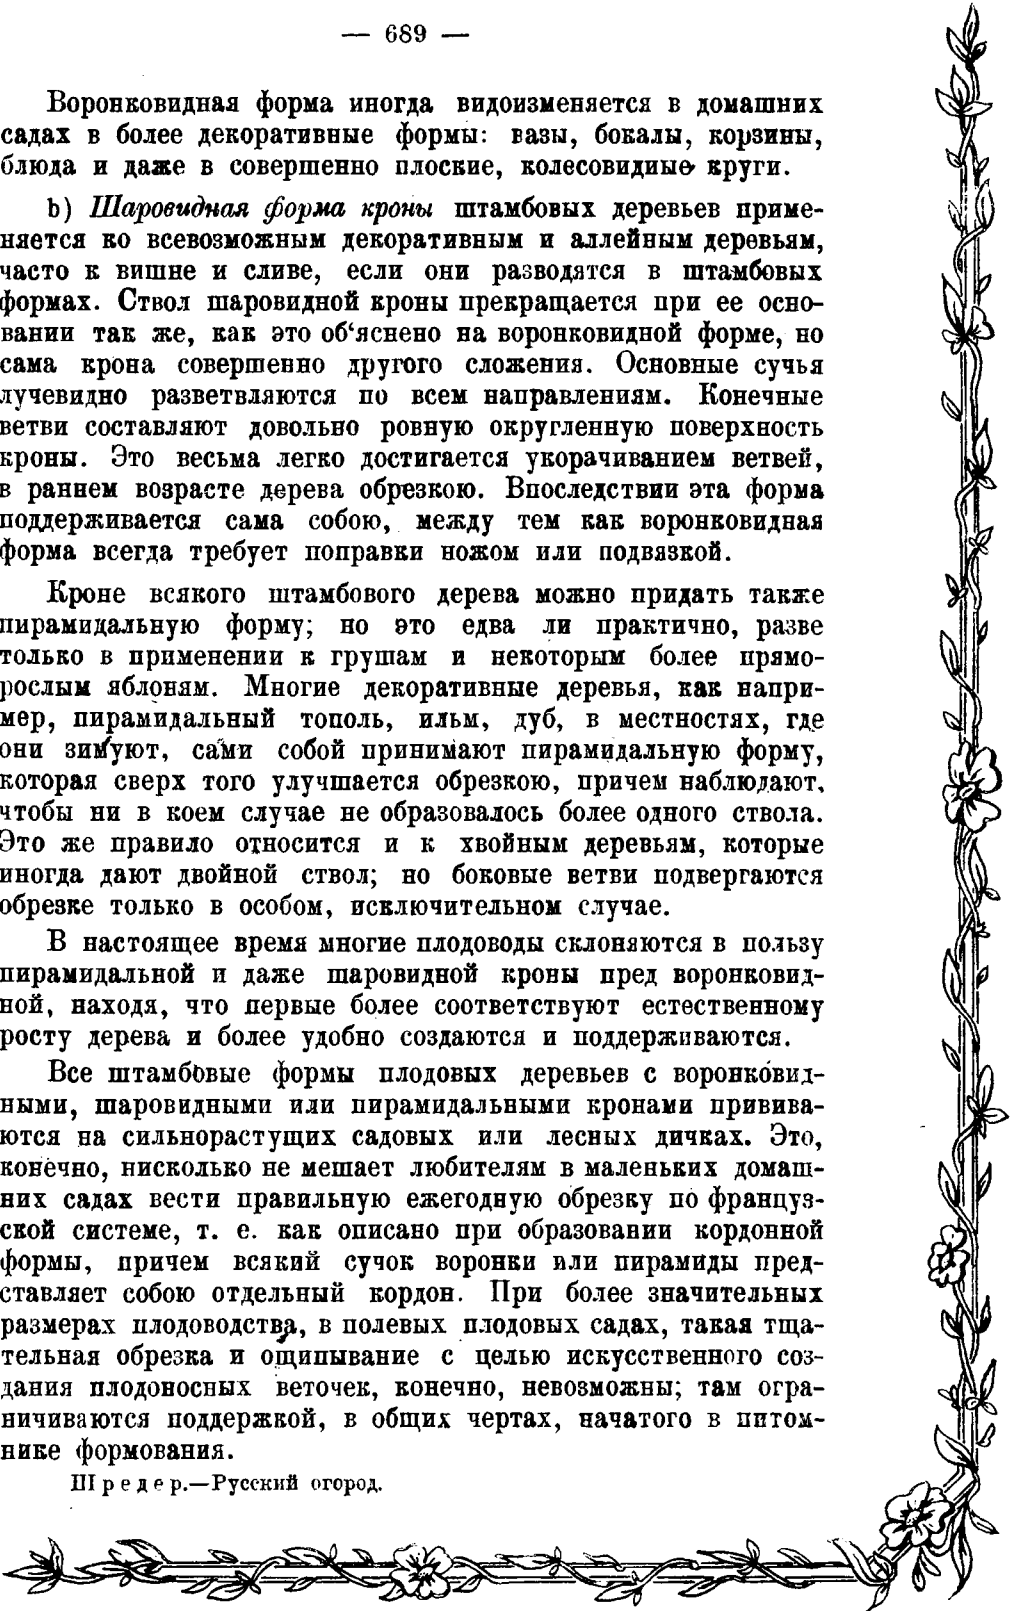 — 689 —
Воронковидная форма иногда видоизменяется в домашних
садах в более декоративные формы: вазы, бокалы, корзины,
блюда и даже в совершенно плоские, колесовидные круги.
b) Шаровидная форма кроны штамбовых деревьев приме-
няется ко всевозможным декоративным и аллейным деревьям,
часто к вишне и сливе, если они разводятся в штамбовых
формах. Ствол шаровидной кроны прекращается при ее осно-
вании так же, как это об‘яснено на воронковидной форме, но
сама крона совершенно другого сложения. Основные сучья
лучевидно разветвляются по всем направлениям. Конечные
ветви составляют довольно ровную округленную поверхность
кроны. Это весьма легко достигается укорачиванием ветвей,
в раннем возрасте дерева обрезкою. Впоследствии эта форма
поддерживается сама собою, между тем как воронковидная
форма всегда требует поправки ножом или подвязкой.
Кроне всякого штамбового дерева можно придать также
пирамидальную форму; но это едва ли практично, разве
только в применении к грушам и некоторым более прямо-
рослым яблоням. Многие декоративные деревья, как напри-
мер, пирамидальный тополь, ильм, дуб, в местностях, где
они зимуют, сами собой принимают пирамидальную форму,
которая сверх того улучшается обрезкою, причем наблюдают,
чтобы ни в коем случае не образовалось более одного ствола.
Это же правило относится и к хвойным деревьям, которые
иногда дают двойной ствол; но боковые ветви подвергаются
обрезке только в особом, исключительном случае.
В настоящее время многие плодоводы склоняются в пользу
пирамидальной и даже шаровидной кроны пред воронковид-
ной, находя, что первые более соответствуют естественному
росту дерева и более удобно создаются и поддерживаются.
Все штамбовые формы плодовых деревьев с воронковид-
ными, шаровидными или пирамидальными кронами привива-
ются на сильнорастущих садовых или лесных дичках. Это,
конечно, нисколько не мешает любителям в маленьких домаш-
них садах вести правильную ежегодную обрезку по француз-
ской системе, т. е. как описано при образовании кордонной
формы, причем всякий сучок воронки или пирамиды пред-
ставляет собою отдельный кордон. При более значительных
размерах плодоводства, в полевых плодовых садах, такая тща-
тельная обрезка и ощипывание с целью искусственного соз-
дания плодоносных веточек, конечно, невозможны; там огра-
ничиваются поддержкой, в общих чертах, начатого в питом-
нике формования.
Шредер.—Русский огород.